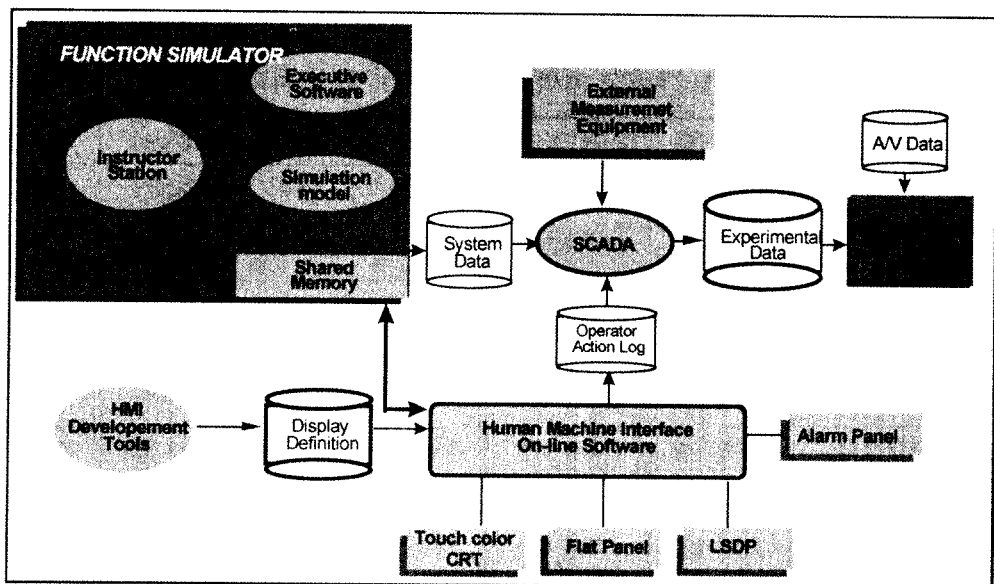 FUNCTION SIMULATOR
Executive
Software
Instructor
Station
Simulation
model
Shared
Memory
System
Data
External
Measuremet
Equipment
SCADA
Experimental
Data
A/V Data
Operator
Action Log
HMI
Developement
Tools
Display
Definition
Human Machine Interface
On-line Software
Alarm Panel
Touch color
CRT
Flat Panel
LSDP